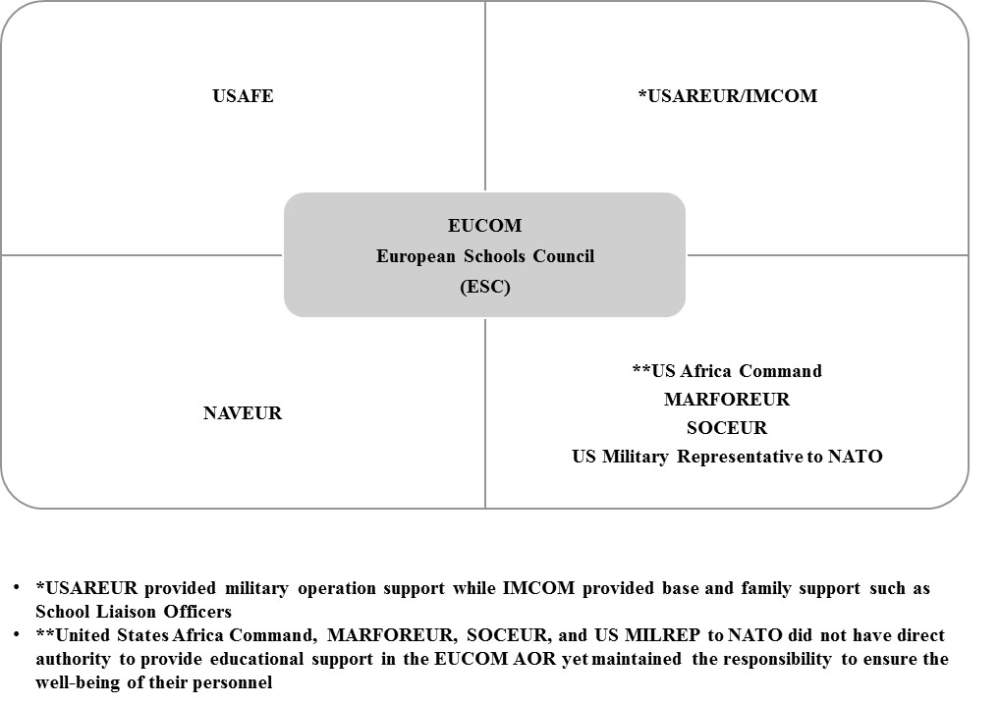 USAFE
*USAREUR/IMCOM
EUCOM
European Schools Council
(ESC)
NAVEUR
**US Africa Command
MARFOREUR
SOCEUR
US Military Representative to NATO
• *USAREUR provided military operation support while IMCOM provided base and family support such as
School Liaison Officers
• **United States Africa Command, MARFOREUR, SOCEUR, and US MILREP to NATO did not have direct
authority to provide educational support in the EUCOM AOR yet maintained the responsibility to ensure the
well-being of their personnel